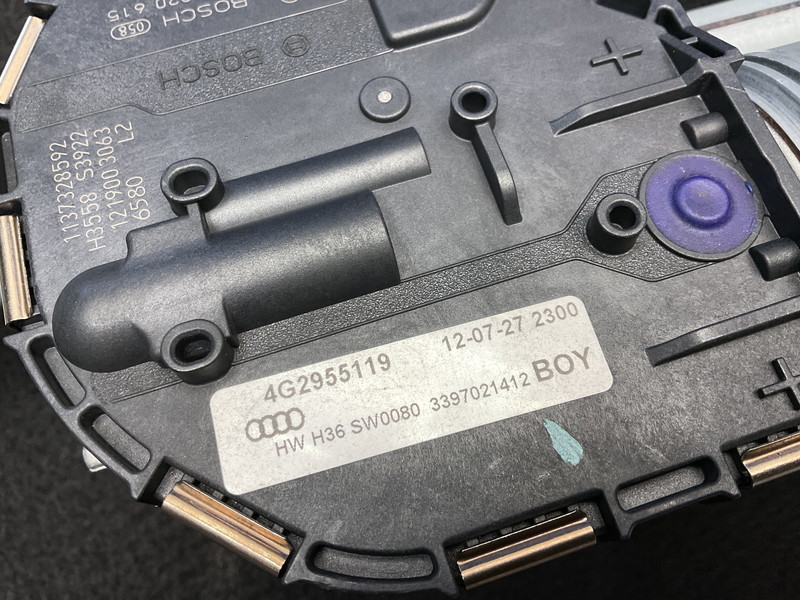 BOSCH
058
BOSCH
1137328592
H3558 S3922
121900 3063
6580 L2
4G2955119 12-07-27 2300
HW H36 SW0080 3397021412 BOY